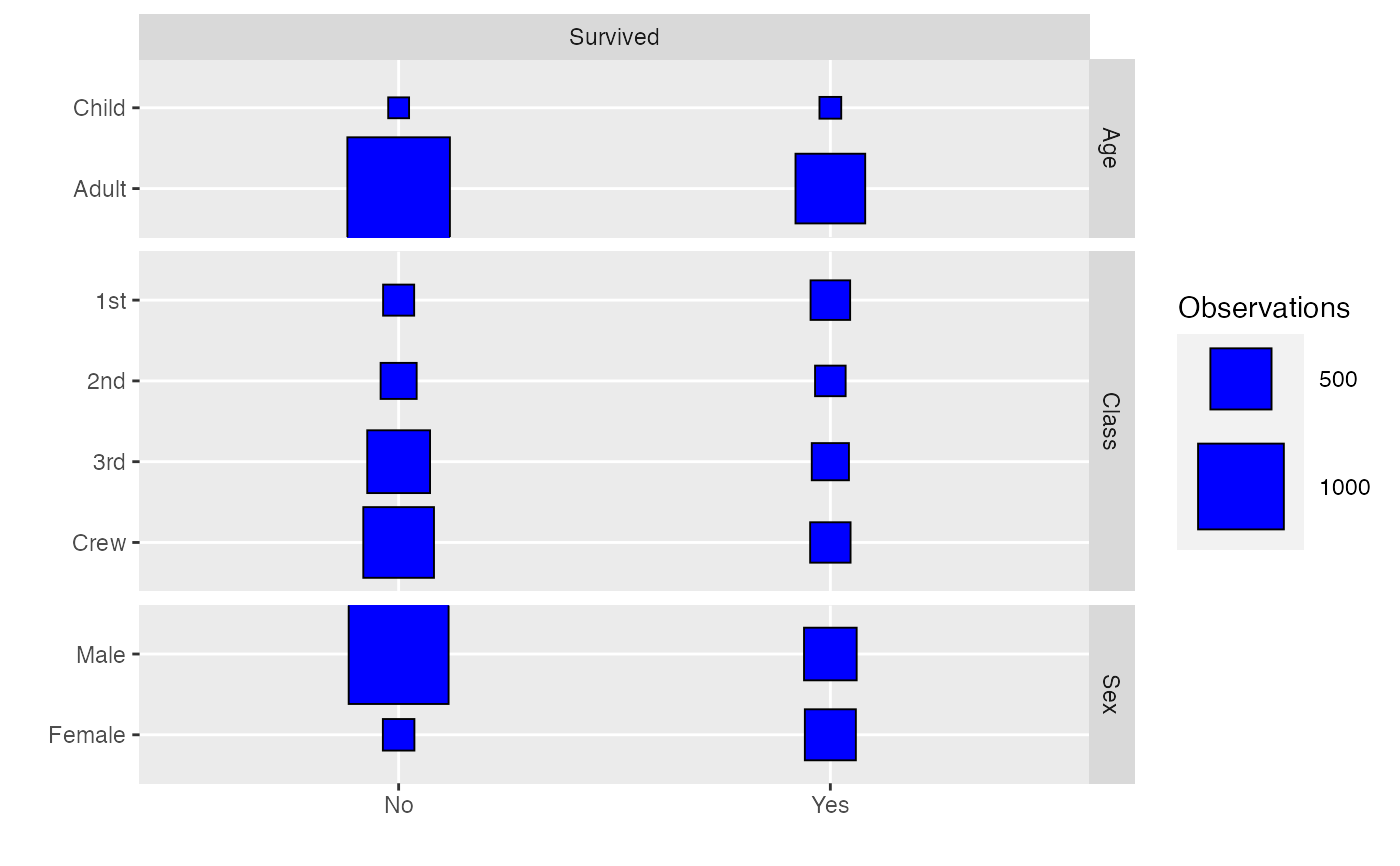 Survived
Child
Adult
Age
1st
2nd
3rd
Crew
Class
Male
Female
Sex
No
Yes
Observations
500
1000